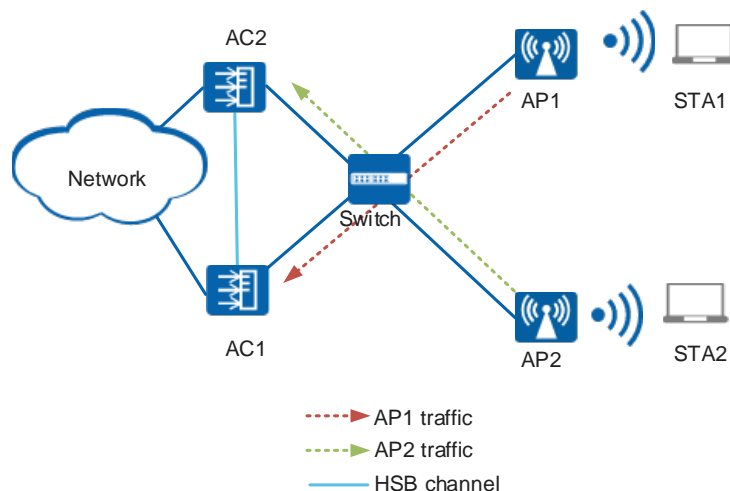 AC2
AP1
STA1
Network
Switch
AC1
AP2
STA2
AP1 traffic
AP2 traffic
HSB channel